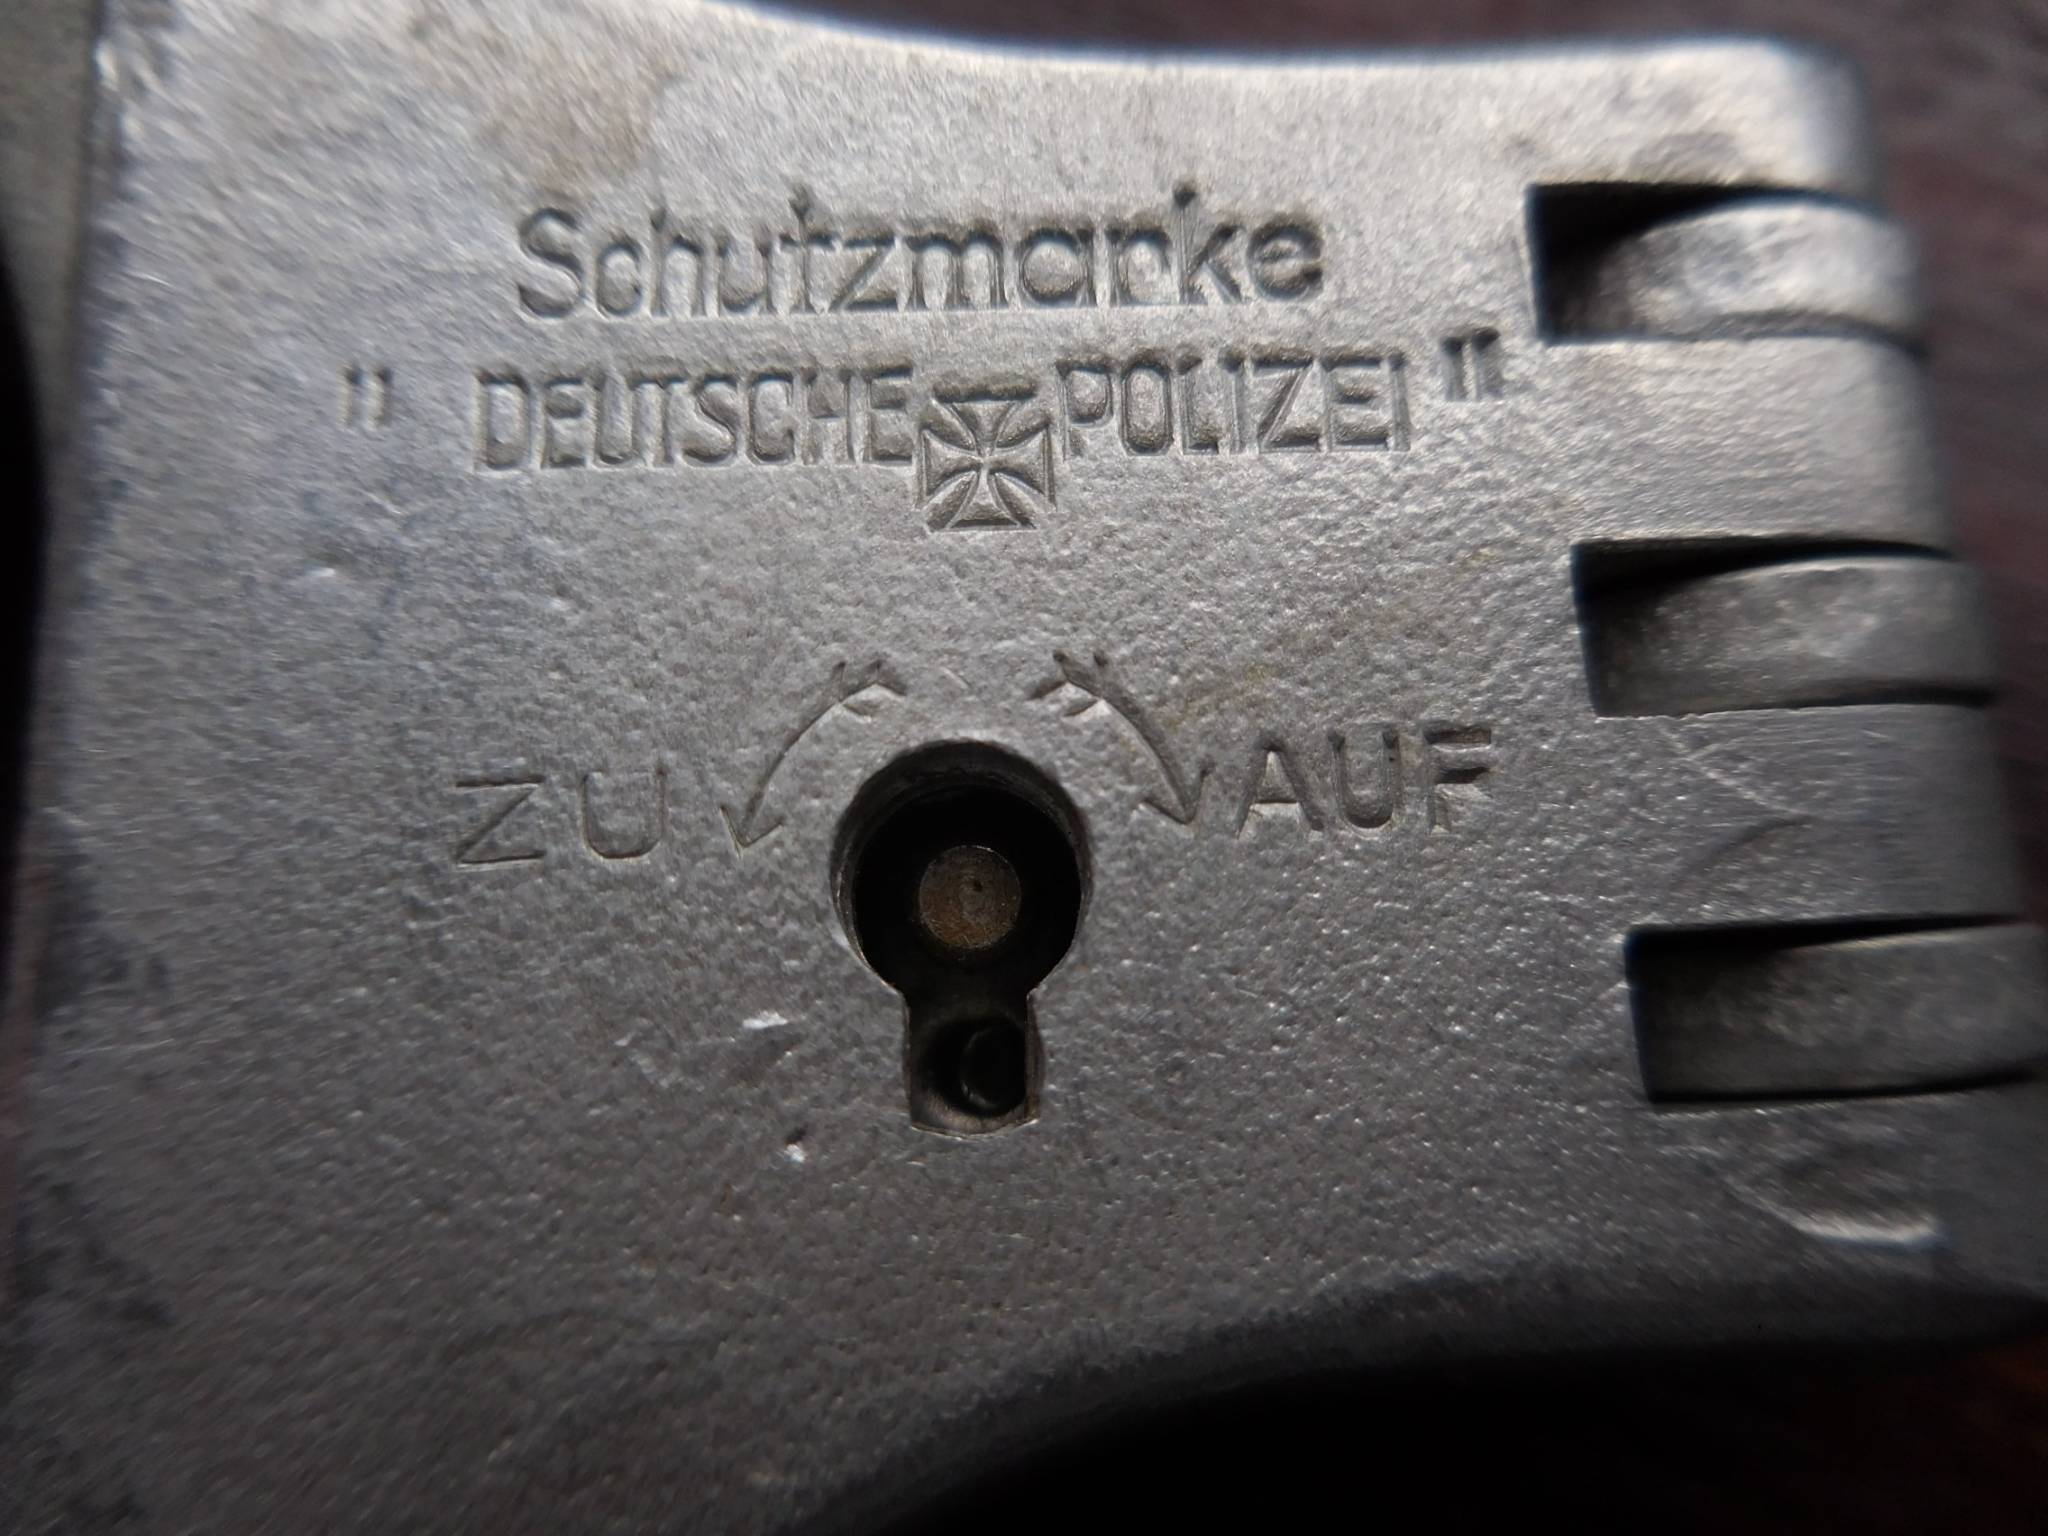 Schutzmarke
"DEUTSCHE POLIZEI"
ZU AUF